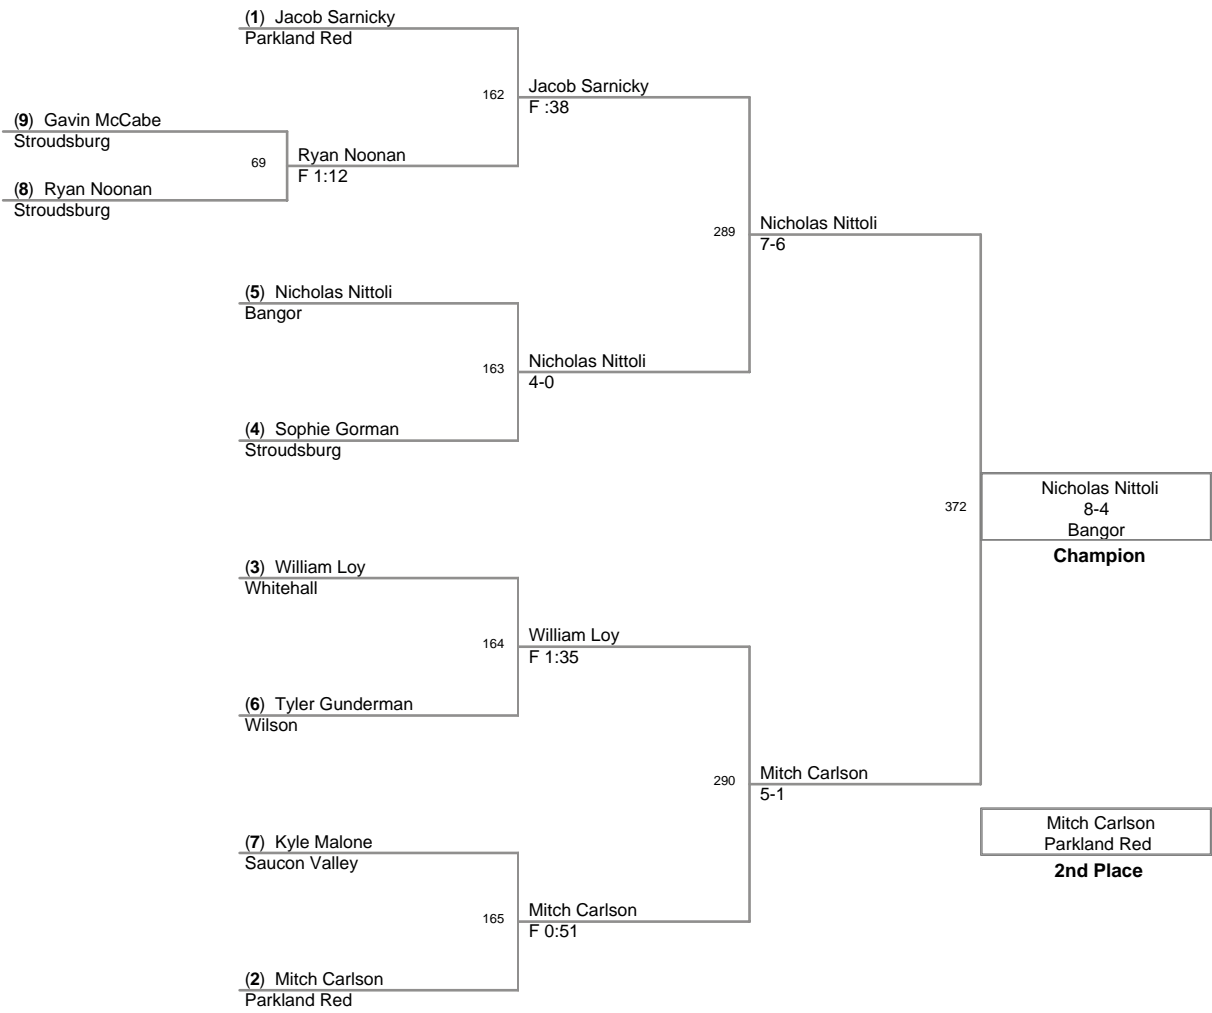 (1) Jacob Sarnicky
Parkland Red
162
Jacob Sarnicky
F :38
(9) Gavin McCabe
Stroudsburg
69
Ryan Noonan
F 1:12
(8) Ryan Noonan
Stroudsburg
289
Nicholas Nittoli
7-6
(5) Nicholas Nittoli
Bangor
163
Nicholas Nittoli
4-0
(4) Sophie Gorman
Stroudsburg
372
Nicholas Nittoli
8-4
Bangor
Champion
(3) William Loy
Whitehall
164
William Loy
F 1:35
(6) Tyler Gunderman
Wilson
290
Mitch Carlson
5-1
Mitch Carlson
Parkland Red
2nd Place
(7) Kyle Malone
Saucon Valley
165
Mitch Carlson
F 0:51
(2) Mitch Carlson
Parkland Red